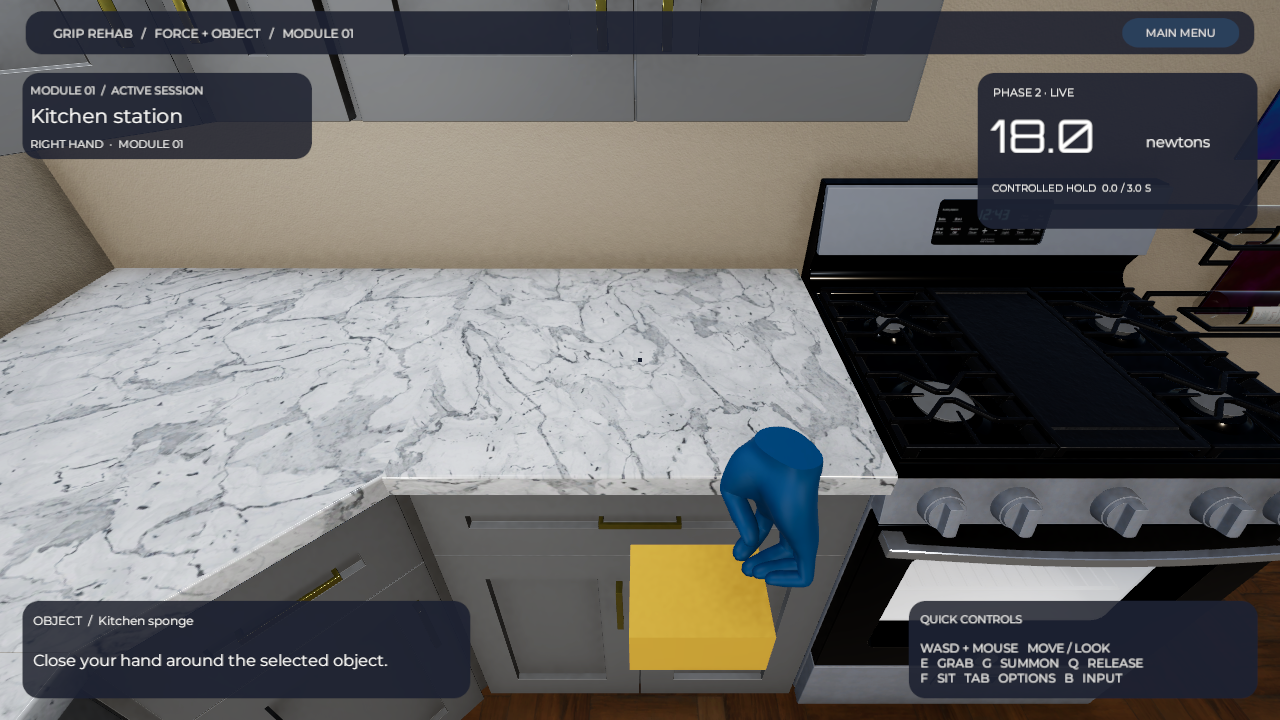 GRIP REHAB / FORCE + OBJECT / MODULE 01
MAIN MENU
MODULE 01 / ACTIVE SESSION
Kitchen station
RIGHT HAND · MODULE 01
PHASE 2 · LIVE
18.0 newtons
CONTROLLED HOLD 0.0 / 3.0 S
12:43
OBJECT / Kitchen sponge
Close your hand around the selected object.
QUICK CONTROLS
WASD + MOUSE MOVE / LOOK
E GRAB G SUMMON Q RELEASE
F SIT TAB OPTIONS B INPUT